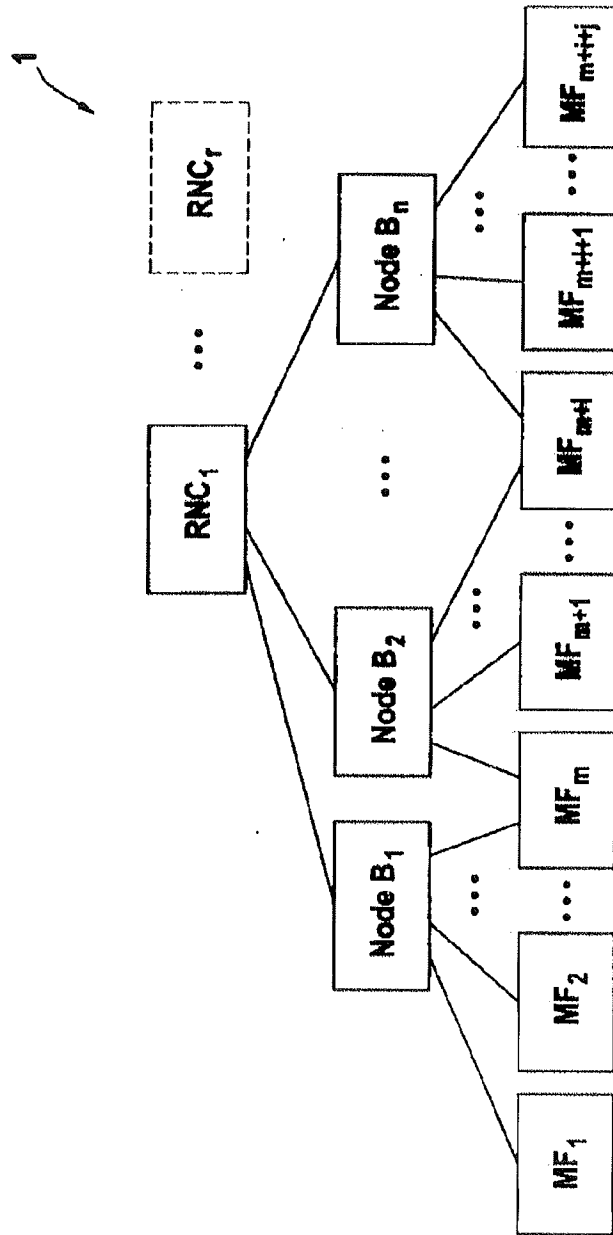 1
RNC₁ ••• RNCᵣ
Node B₁ Node B₂ ••• Node Bₙ
••• ••• •••
MF₁ MF₂ ••• MFₘ MFₘ₊₁ ••• MFₘ₊ᵢ MFₘ₊ᵢ₊₁ ••• MFₘ₊ᵢ₊ⱼ